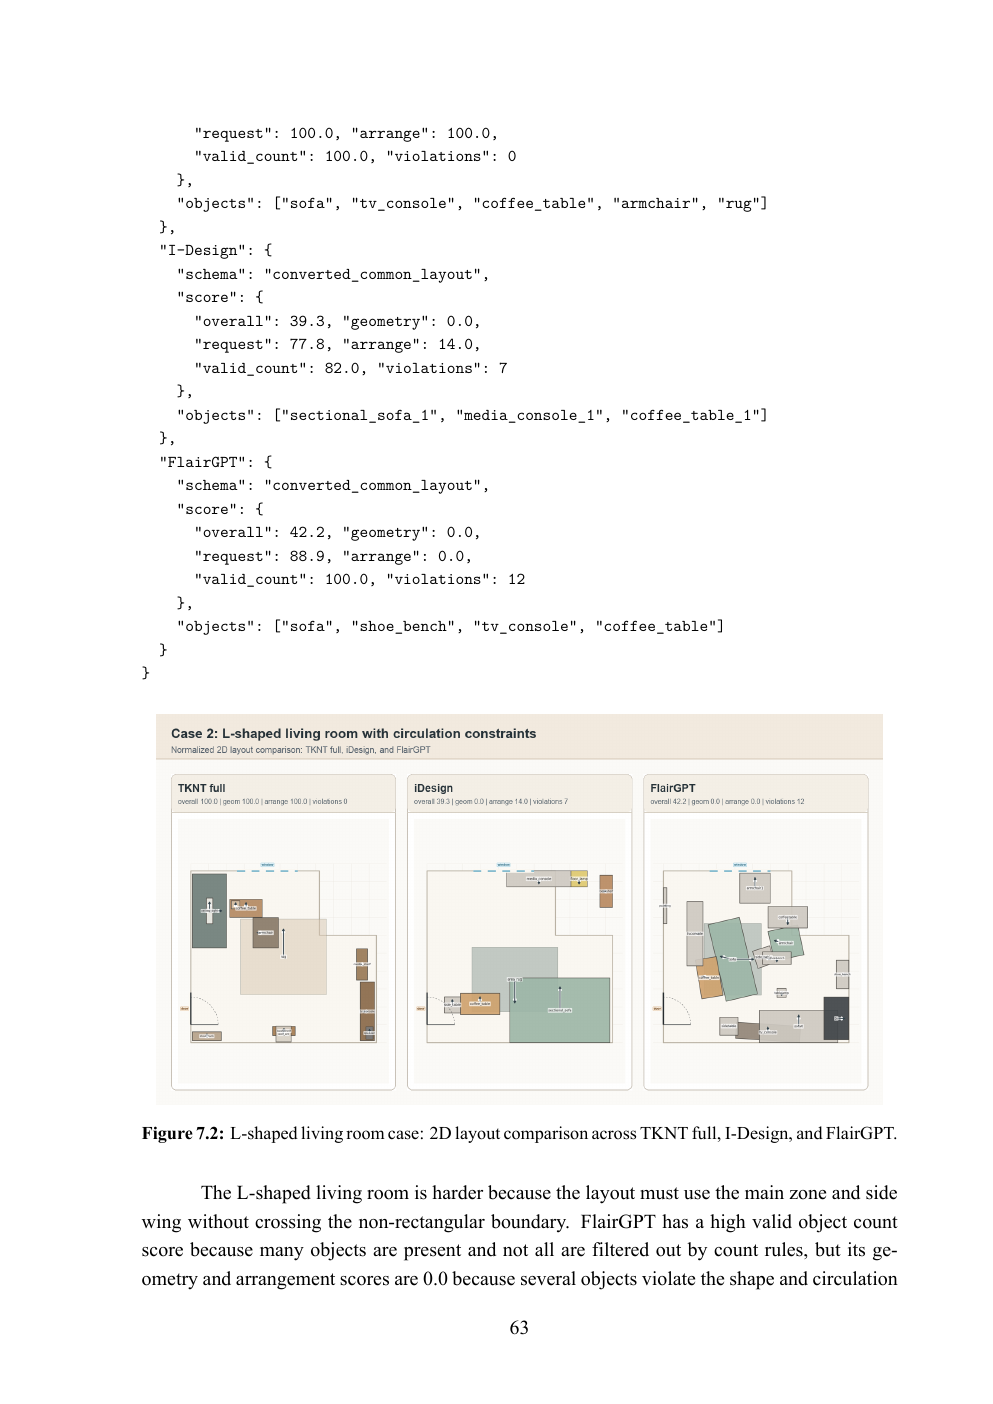 "request": 100.0, "arrange": 100.0,
"valid_count": 100.0, "violations": 0
},
"objects": ["sofa", "tv_console", "coffee_table", "armchair", "rug"]
},
"I-Design": {
"schema": "converted_common_layout",
"score": {
"overall": 39.3, "geometry": 0.0,
"request": 77.8, "arrange": 14.0,
"valid_count": 82.0, "violations": 7
},
"objects": ["sectional_sofa_1", "media_console_1", "coffee_table_1"]
},
"FlairGPT": {
"schema": "converted_common_layout",
"score": {
"overall": 42.2, "geometry": 0.0,
"request": 88.9, "arrange": 0.0,
"valid_count": 100.0, "violations": 12
},
"objects": ["sofa", "shoe_bench", "tv_console", "coffee_table"]
}
}
Case 2: L-shaped living room with circulation constraints
Normalized 2D layout comparison: TKNT full, iDesign, and FlairGPT
TKNT full
overall 100.0 | geom 100.0 | arrange 100.0 | violations 0
iDesign
overall 39.3 | geom 0.0 | arrange 14.0 | violations 7
FlairGPT
overall 42.2 | geom 0.0 | arrange 0.0 | violations 12
Figure 7.2: L-shaped living room case: 2D layout comparison across TKNT full, I-Design, and FlairGPT.
The L-shaped living room is harder because the layout must use the main zone and side
wing without crossing the non-rectangular boundary. FlairGPT has a high valid object count
score because many objects are present and not all are filtered out by count rules, but its ge-
ometry and arrangement scores are 0.0 because several objects violate the shape and circulation
63